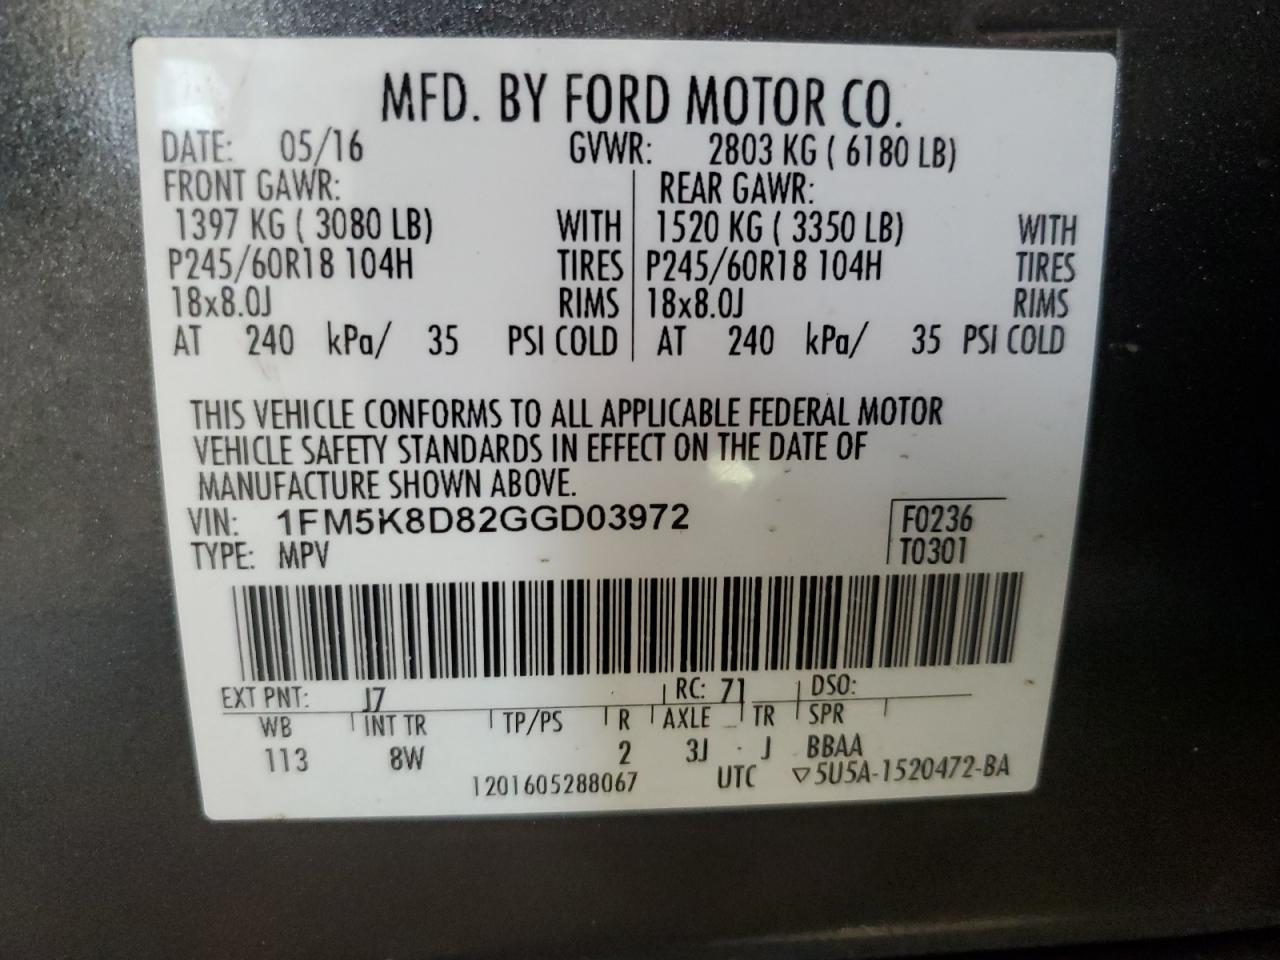 MFD. BY FORD MOTOR CO.
DATE: 05/16 GVWR: 2803 KG ( 6180 LB)
FRONT GAWR: REAR GAWR:
1397 KG ( 3080 LB) WITH 1520 KG ( 3350 LB) WITH
P245/60R18 104H TIRES P245/60R18 104H TIRES
18x8.0J RIMS 18x8.0J RIMS
AT 240 kPa/ 35 PSI COLD AT 240 kPa/ 35 PSI COLD
THIS VEHICLE CONFORMS TO ALL APPLICABLE FEDERAL MOTOR
VEHICLE SAFETY STANDARDS IN EFFECT ON THE DATE OF
MANUFACTURE SHOWN ABOVE.
VIN: 1FM5K8D82GGD03972 F0236
TYPE: MPV T0301
EXT PNT: J7 RC: 71 DSO:
WB INT TR TP/PS R AXLE TR SPR
113 8W 2 3J J BBAA
1201605288067 UTC ▽5U5A-1520472-BA